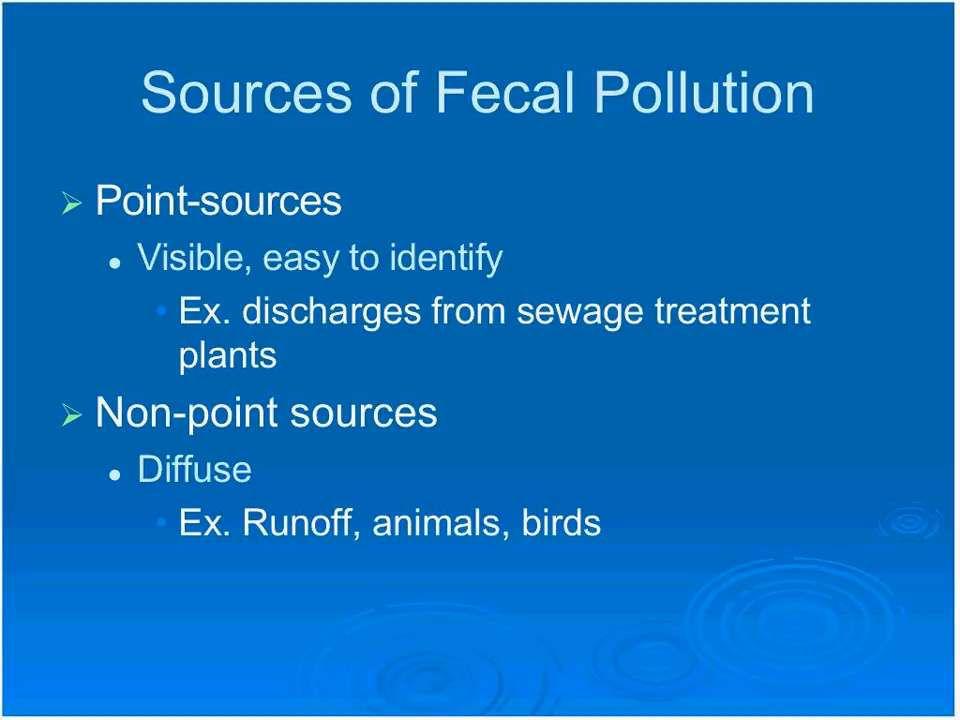 Sources of Fecal Pollution
Point-sources
Visible, easy to identify
Ex. discharges from sewage treatment
plants
Non-point sources
Diffuse
Ex. Runoff, animals, birds